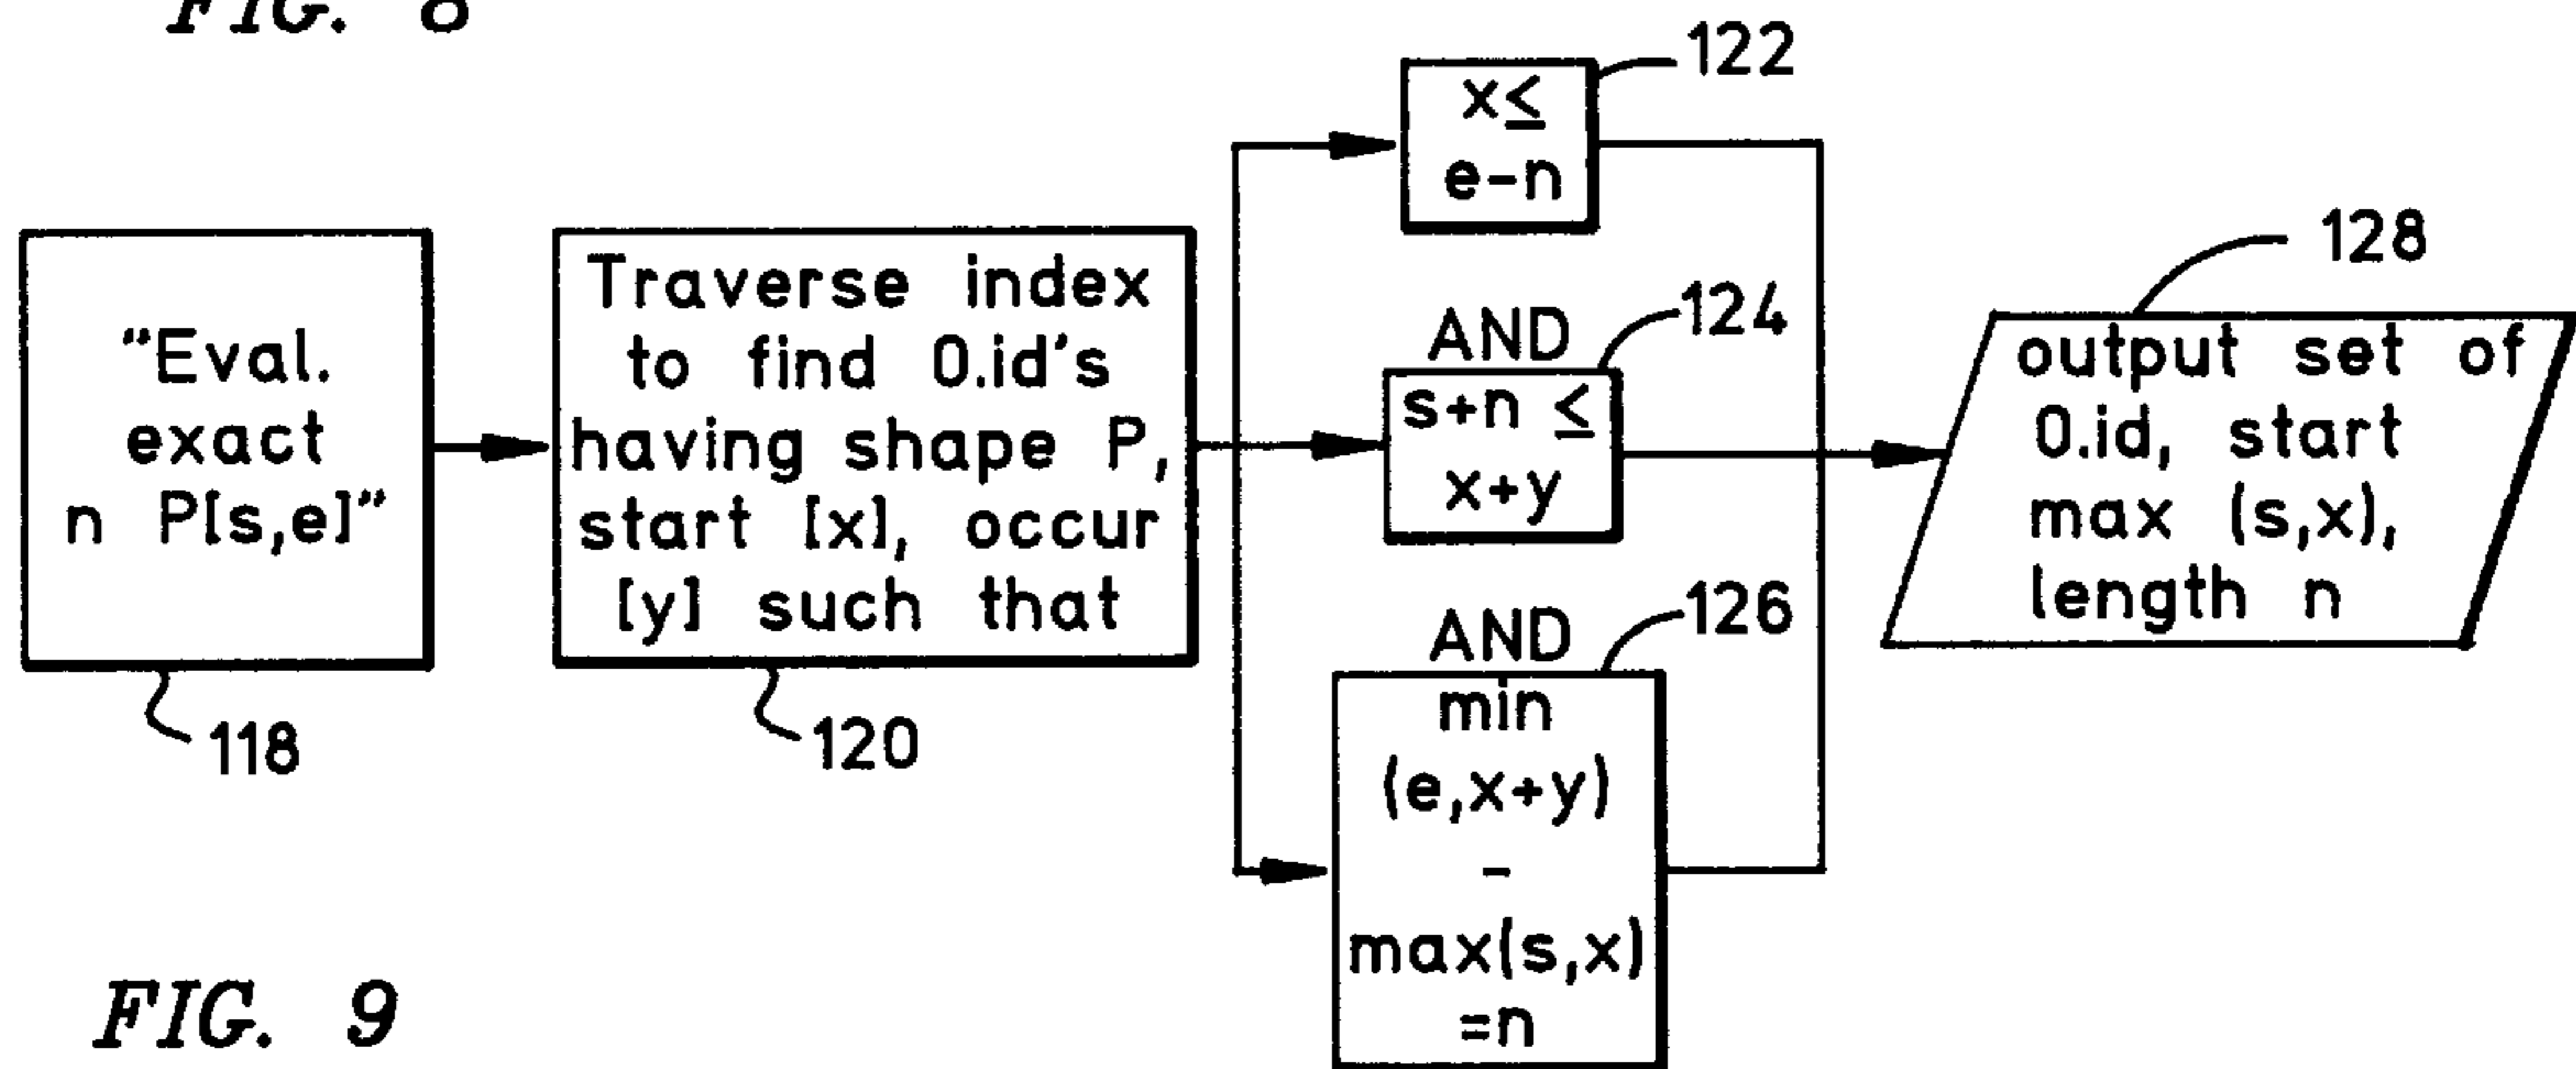 FIG. 8
"Eval.
exact
n P[s,e]"
118
Traverse index
to find O.id's
having shape P,
start [x], occur
[y] such that
120
x≤
e-n
122
AND
124
s+n ≤
x+y
AND
126
min
(e,x+y)
-
max(s,x)
=n
128
output set of
O.id, start
max (s,x),
length n
FIG. 9